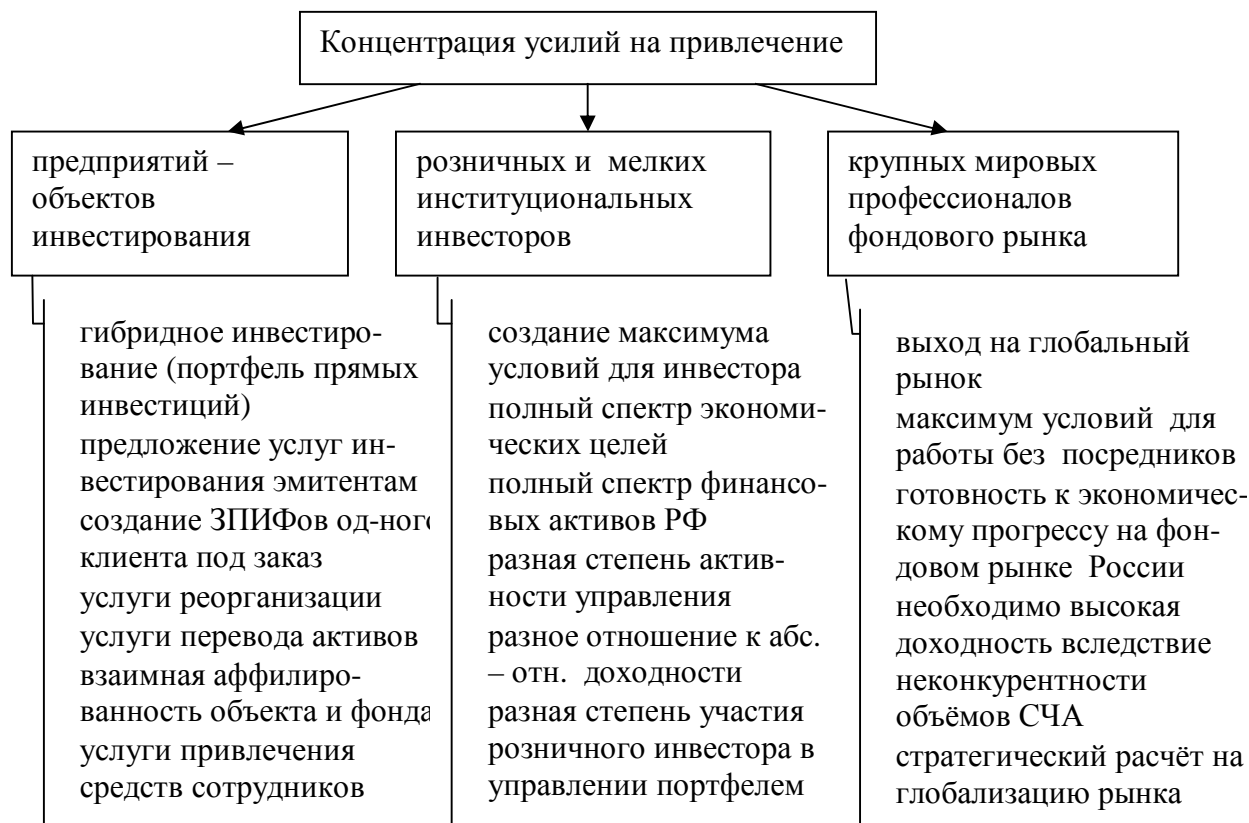 Концентрация усилий на привлечение
предприятий –
объектов
инвестирования
гибридное инвестиро-
вание (портфель прямых
инвестиций)
предложение услуг ин-
вестирования эмитентам
создание ЗПИФов од-ного
клиента под заказ
услуги реорганизации
услуги перевода активов
взаимная аффилиро-
ванность объекта и фонда
услуги привлечения
средств сотрудников
розничных и мелких
институциональных
инвесторов
создание максимума
условий для инвестора
полный спектр экономи-
ческих целей
полный спектр финансо-
вых активов РФ
разная степень актив-
ности управления
разное отношение к абс.
– отн. доходности
разная степень участия
розничного инвестора в
управлении портфелем
крупных мировых
профессионалов
фондового рынка
выход на глобальный
рынок
максимум условий для
работы без посредников
готовность к экономичес-
кому прогрессу на фон-
довом рынке России
необходимо высокая
доходность вследствие
неконкурентности
объёмов СЧА
стратегический расчёт на
глобализацию рынка